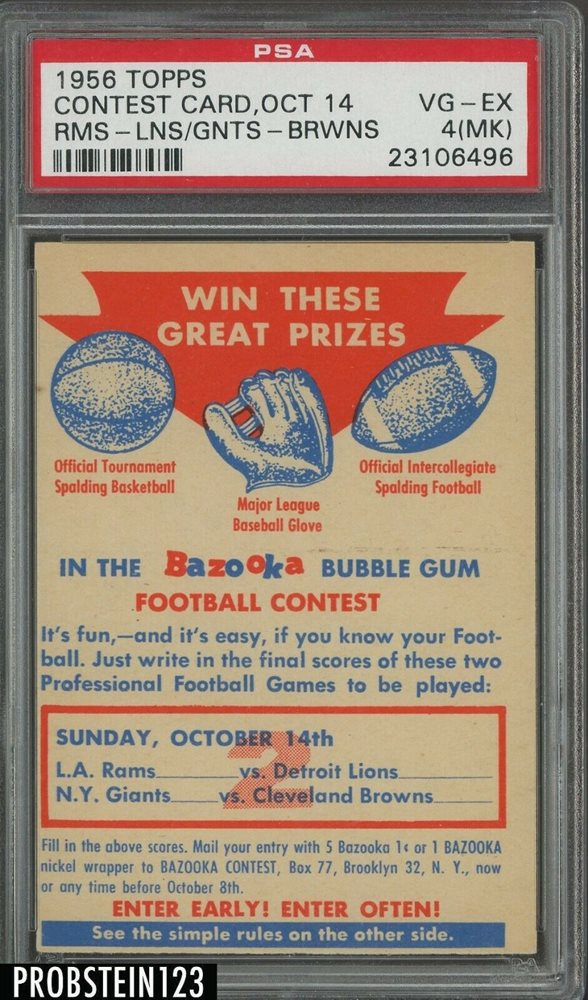 PSA
1956 TOPPS
CONTEST CARD,OCT 14 VG-EX
RMS-LNS/GNTS-BRWNS 4(MK)
23106496
WIN THESE
GREAT PRIZES
Official Tournament
Spalding Basketball
Major League
Baseball Glove
Official Intercollegiate
Spalding Football
IN THE Bazooka BUBBLE GUM
FOOTBALL CONTEST
It's fun,—and it's easy, if you know your Foot-
ball. Just write in the final scores of these two
Professional Football Games to be played:
2
SUNDAY, OCTOBER 14th
L.A. Rams______vs. Detroit Lions______
N.Y. Giants____vs. Cleveland Browns____
Fill in the above scores. Mail your entry with 5 Bazooka 1¢ or 1 BAZOOKA
nickel wrapper to BAZOOKA CONTEST, Box 77, Brooklyn 32, N. Y., now
or any time before October 8th.
ENTER EARLY! ENTER OFTEN!
See the simple rules on the other side.
PROBSTEIN123